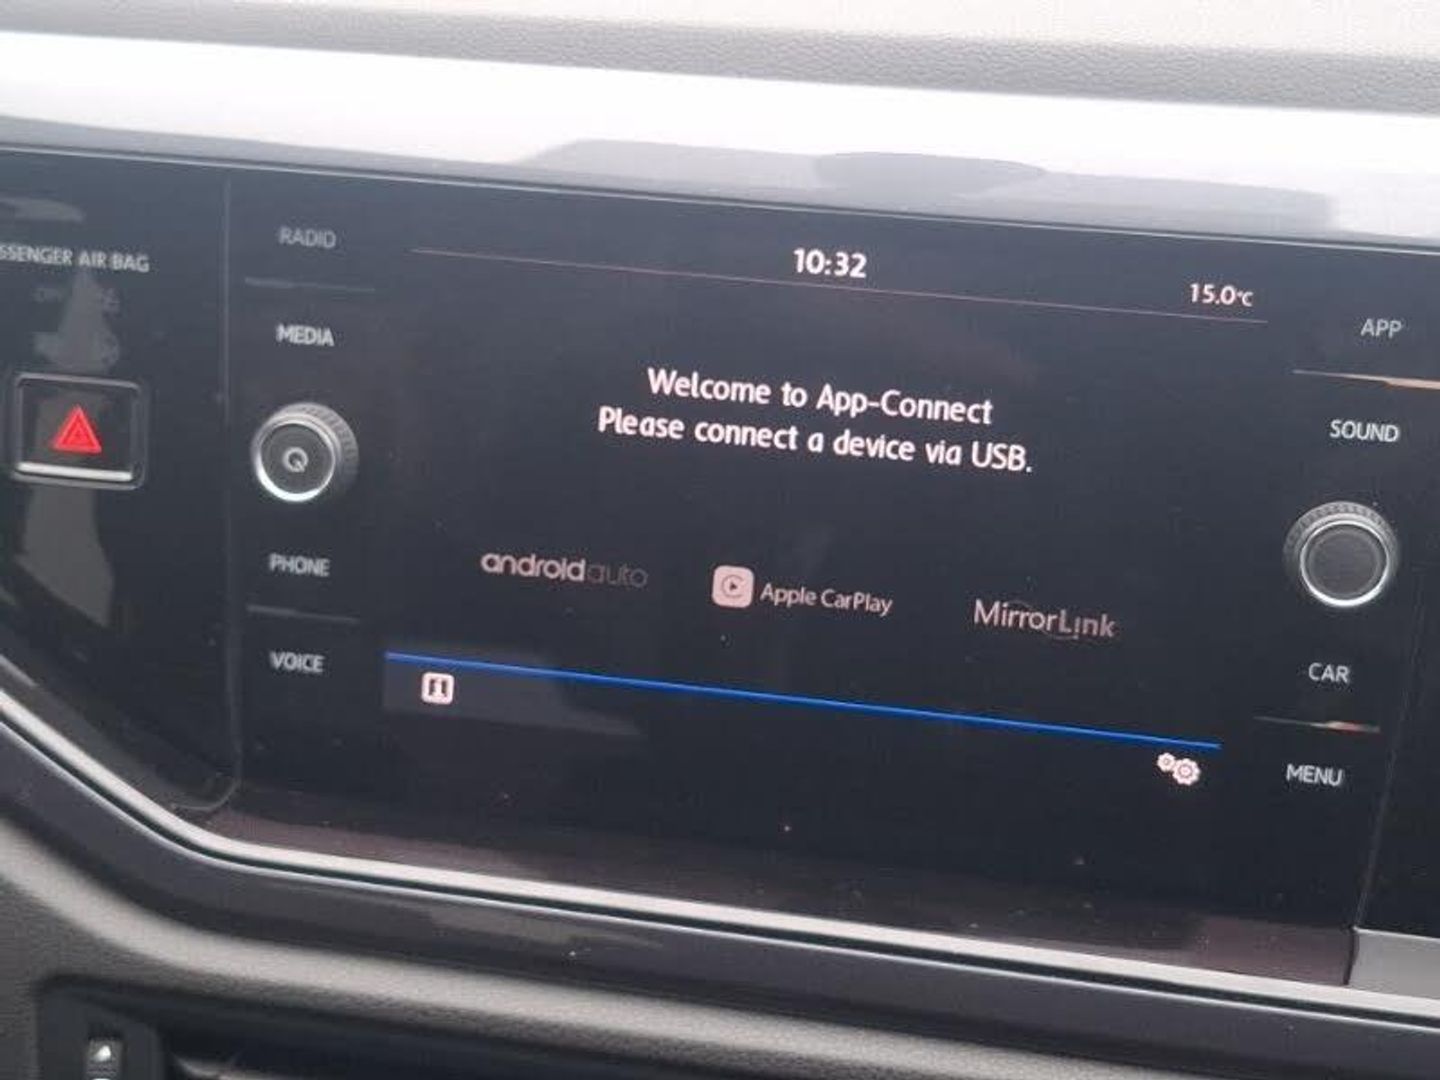 10:32
15.0°C
PASSENGER AIR BAG
RADIO
MEDIA
PHONE
VOICE
Welcome to App-Connect
Please connect a device via USB.
androidauto
Apple CarPlay
MirrorLink
APP
SOUND
CAR
MENU